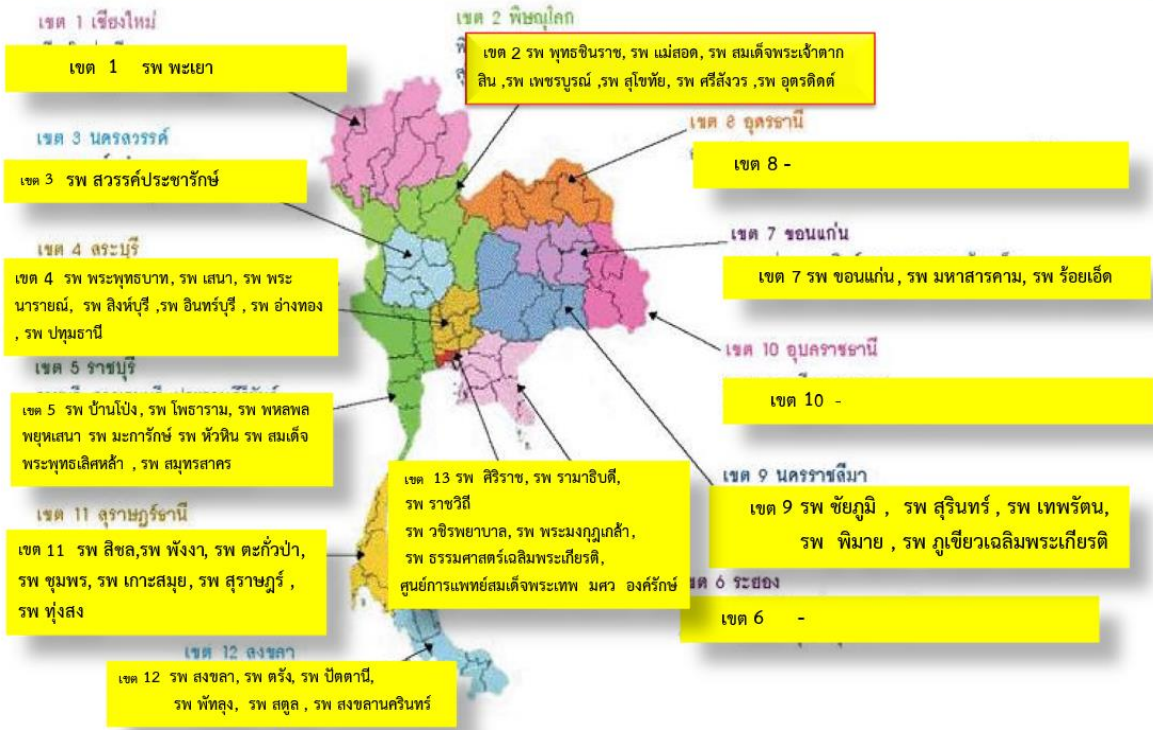 เขต 1 เชียงใหม่
เขต 1 รพ พะเยา
เขต 2 พิษณุโลก
เขต 2 รพ พุทธชินราช, รพ แม่สอด, รพ สมเด็จพระเจ้าตาก
สิน ,รพ เพชรบูรณ์ ,รพ สุโขทัย, รพ ศรีสังวร ,รพ อุตรดิตต์
เขต 3 นครสวรรค์
เขต 3 รพ สวรรค์ประชารักษ์
เขต 8 อุดรธานี
เขต 8 -
เขต 4 สระบุรี
เขต 4 รพ พระพุทธบาท, รพ เสนา, รพ พระ
นารายณ์, รพ สิงห์บุรี ,รพ อินทร์บุรี , รพ อ่างทอง
, รพ ปทุมธานี
เขต 7 ขอนแก่น
เขต 7 รพ ขอนแก่น, รพ มหาสารคาม, รพ ร้อยเอ็ด
เขต 5 ราชบุรี
เขต 5 รพ บ้านโป่ง, รพ โพธาราม, รพ พหลพล
พยุหเสนา รพ มะการักษ์ รพ หัวหิน รพ สมเด็จ
พระพุทธเลิศหล้า , รพ สมุทรสาคร
เขต 10 อุบลราชธานี
เขต 10 -
เขต 13 รพ ศิริราช, รพ รามาธิบดี,
รพ ราชวิถี
รพ วชิรพยาบาล, รพ พระมงกุฎเกล้า,
รพ ธรรมศาสตร์เฉลิมพระเกียรติ,
ศูนย์การแพทย์สมเด็จพระเทพ มศว องค์รักษ์
เขต 9 นครราชสีมา
เขต 9 รพ ชัยภูมิ , รพ สุรินทร์ , รพ เทพรัตน,
รพ พิมาย , รพ ภูเขียวเฉลิมพระเกียรติ
เขต 11 สุราษฎร์ธานี
เขต 11 รพ สิชล,รพ พังงา, รพ ตะกั่วป่า,
รพ ชุมพร, รพ เกาะสมุย, รพ สุราษฎร์ ,
รพ ทุ่งสง
เขต 6 ระยอง
เขต 6 -
เขต 12 สงขลา
เขต 12 รพ สงขลา, รพ ตรัง, รพ ปัตตานี,
รพ พัทลุง, รพ สตูล , รพ สงขลานครินทร์